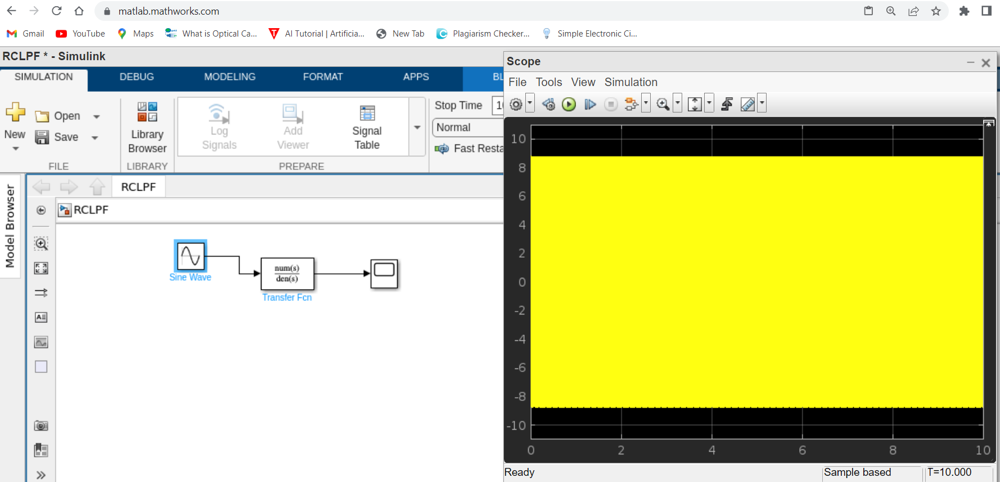 matlab.mathworks.com
Gmail YouTube Maps What is Optical Ca... AI Tutorial | Artificia... New Tab Plagiarism Checker... Simple Electronic Ci...
RCLPF * - Simulink
SIMULATION DEBUG MODELING FORMAT APPS BL
New
Open
Save
FILE
Library
Browser
LIBRARY
Log
Signals
Add
Viewer
Signal
Table
PREPARE
Stop Time 10
Normal
Fast Resta
Model Browser
RCLPF
RCLPF
Sine Wave
num(s)
den(s)
Transfer Fcn
Scope
File Tools View Simulation
10
8
6
4
2
0
-2
-4
-6
-8
-10
0 2 4 6 8 10
Ready Sample based T=10.000